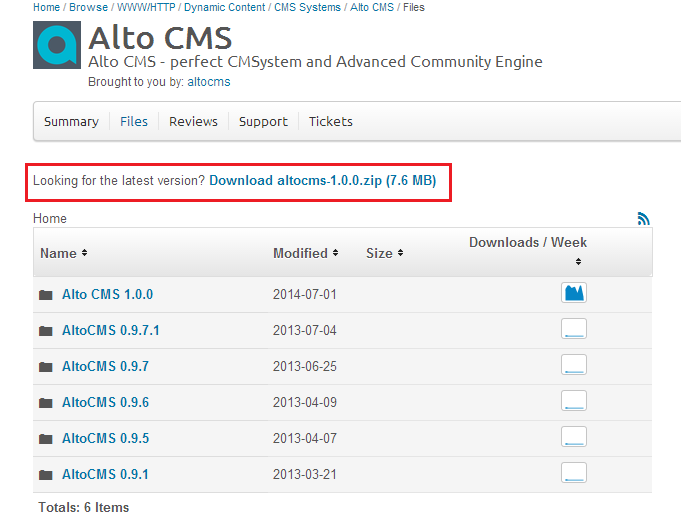 Home / Browse / WWW/HTTP / Dynamic Content / CMS Systems / Alto CMS / Files
Alto CMS
Alto CMS - perfect CMSystem and Advanced Community Engine
Brought to you by: altocms
Summary Files Reviews Support Tickets
Looking for the latest version? Download altocms-1.0.0.zip (7.6 MB)
Home
Name Modified Size Downloads / Week
Alto CMS 1.0.0 2014-07-01
AltoCMS 0.9.7.1 2013-07-04
AltoCMS 0.9.7 2013-06-25
AltoCMS 0.9.6 2013-04-09
AltoCMS 0.9.5 2013-04-07
AltoCMS 0.9.1 2013-03-21
Totals: 6 Items